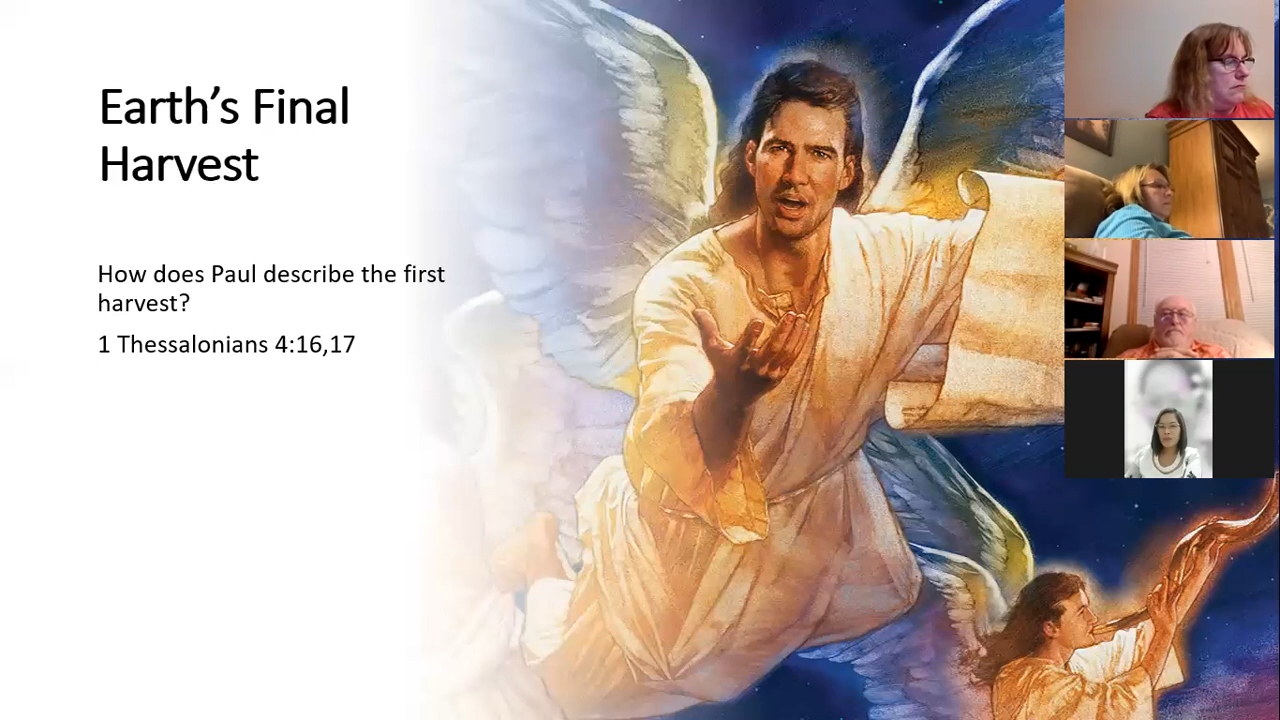 Earth’s Final
Harvest
How does Paul describe the first
harvest?
1 Thessalonians 4:16,17